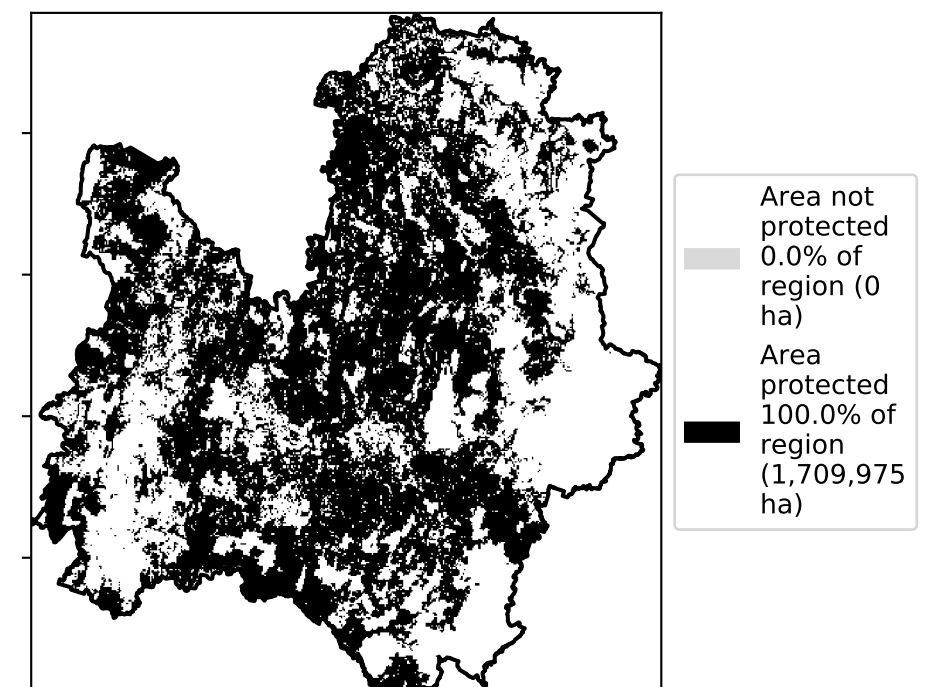 Area not
protected
0.0% of
region (0
ha)
Area
protected
100.0% of
region
(1,709,975
ha)